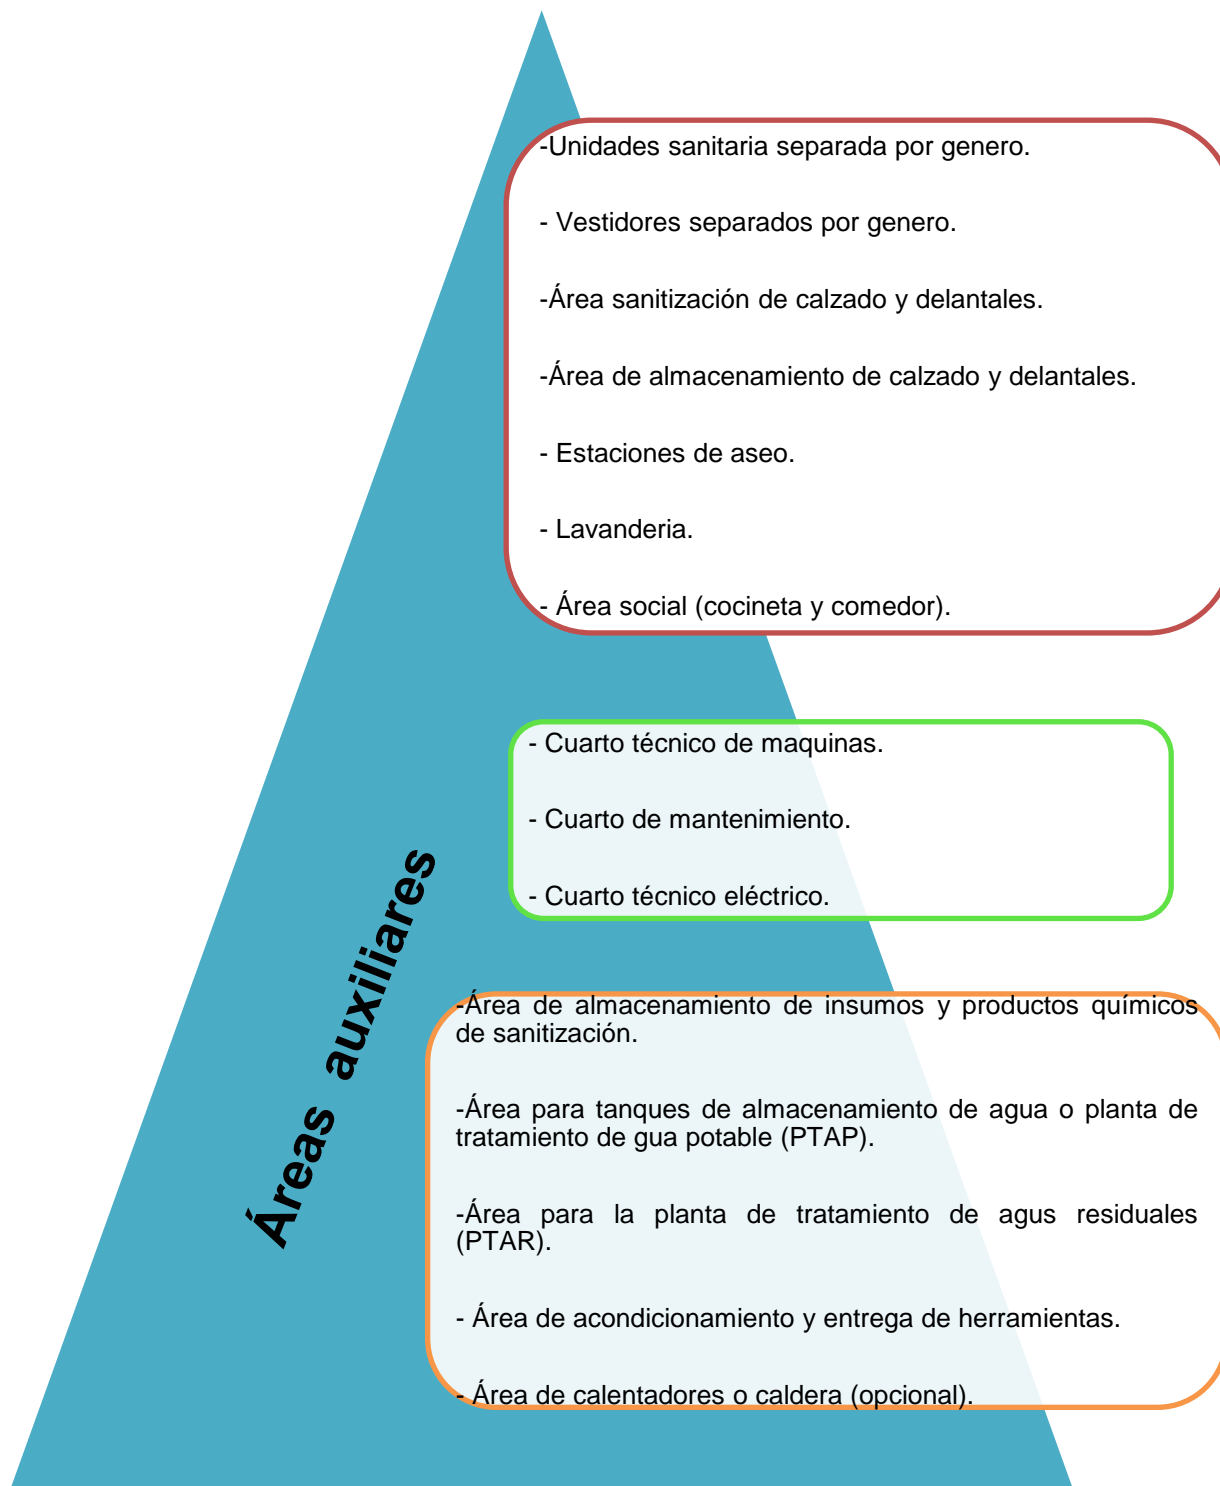 -Unidades sanitaria separada por genero.
- Vestidores separados por genero.
-Área sanitización de calzado y delantales.
-Área de almacenamiento de calzado y delantales.
- Estaciones de aseo.
- Lavanderia.
- Área social (cocineta y comedor).
- Cuarto técnico de maquinas.
- Cuarto de mantenimiento.
- Cuarto técnico eléctrico.
Áreas auxiliares
-Área de almacenamiento de insumos y productos químicos
de sanitización.
-Área para tanques de almacenamiento de agua o planta de
tratamiento de gua potable (PTAP).
-Área para la planta de tratamiento de agus residuales
(PTAR).
- Área de acondicionamiento y entrega de herramientas.
- Área de calentadores o caldera (opcional).